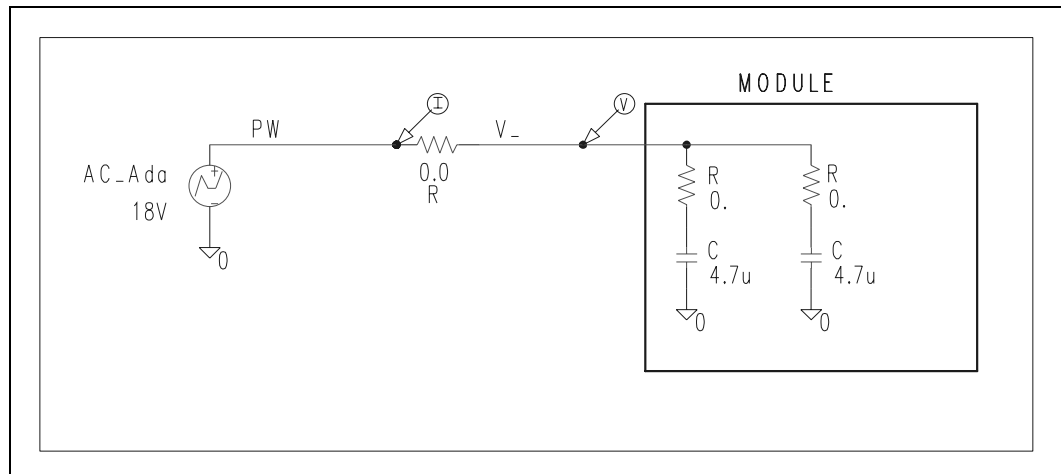 MODULE
I
V
PW
V_
0.0
R
AC_Ada
18V
+
-
0
R
0.
C
4.7u
0
R
0.
C
4.7u
0